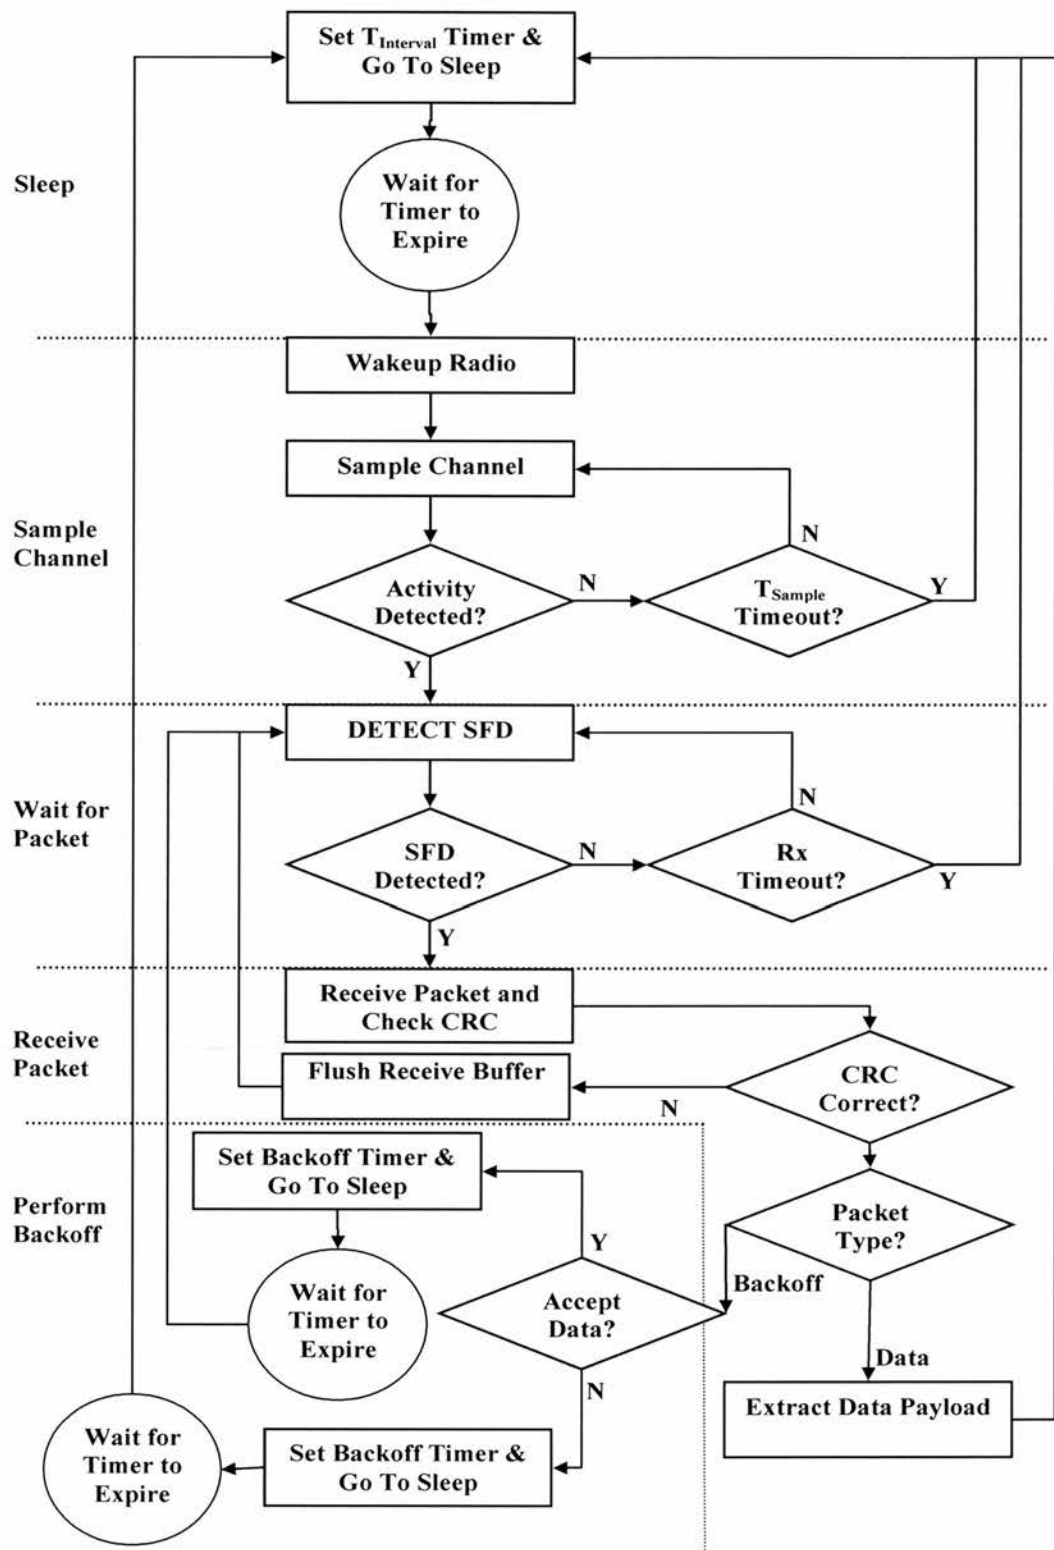 Set T_Interval Timer &
Go To Sleep
Sleep
Wait for
Timer to
Expire
Wakeup Radio
Sample Channel
Sample
Channel
N
Activity
Detected?
N
T_Sample
Timeout?
Y
Y
DETECT SFD
Wait for
Packet
N
SFD
Detected?
N
Rx
Timeout?
Y
Y
Receive Packet and
Check CRC
Receive
Packet
Flush Receive Buffer
CRC
Correct?
N
Set Backoff Timer &
Go To Sleep
Perform
Backoff
Packet
Type?
Y
Backoff
Wait for
Timer to
Expire
Accept
Data?
Data
N
Extract Data Payload
Wait for
Timer to
Expire
Set Backoff Timer &
Go To Sleep